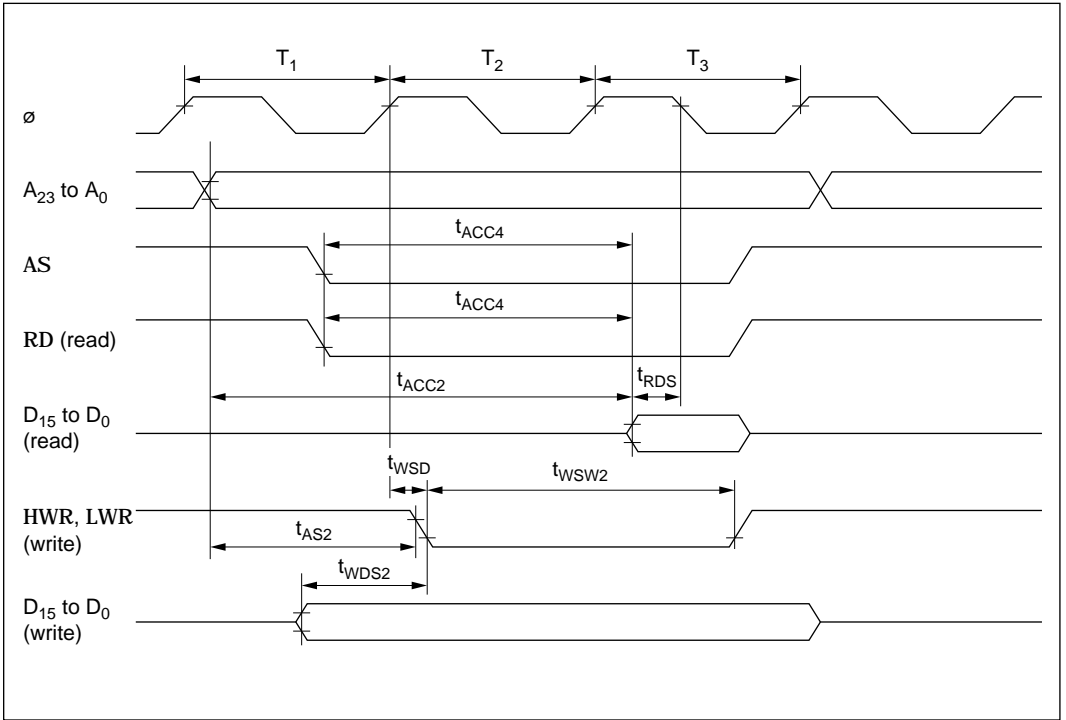 T1 T2 T3
ø
A23 to A0
tACC4
AS
tACC4
RD (read)
tACC2 tRDS
D15 to D0
(read)
tWSD tWSW2
HWR, LWR
(write)
tAS2
tWDS2
D15 to D0
(write)